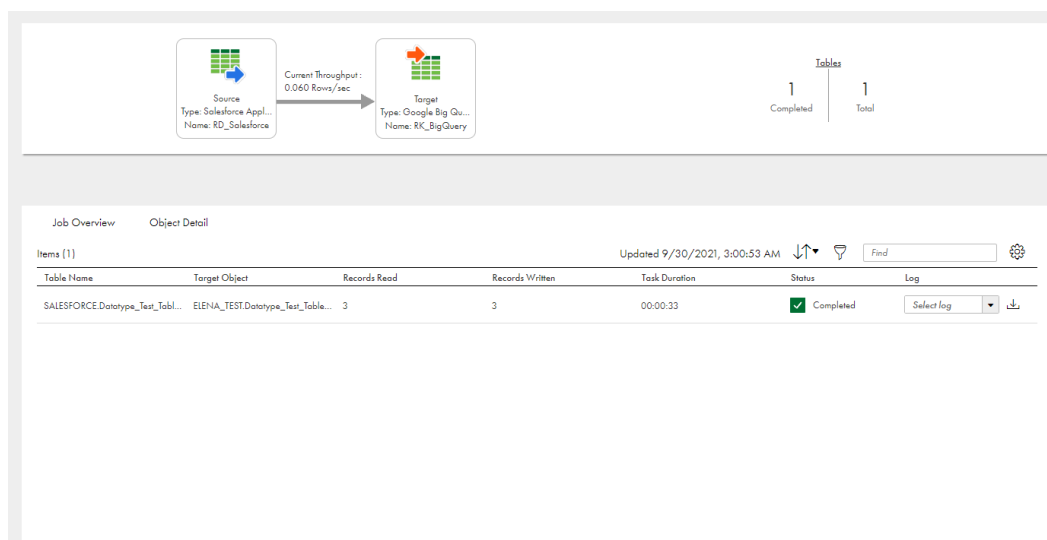 Source
Type: Salesforce Appl...
Name: RD_Salesforce
Current Throughput :
0.060 Rows/sec
Target
Type: Google Big Qu...
Name: RK_BigQuery
Tables
1
Completed
1
Total
Job Overview Object Detail
Items (1) Updated 9/30/2021, 3:00:53 AM Find
Table Name Target Object Records Read Records Written Task Duration Status Log
SALESFORCE.Datatype_Test_Tabl... ELENA_TEST.Datatype_Test_Table... 3 3 00:00:33 Completed Select log